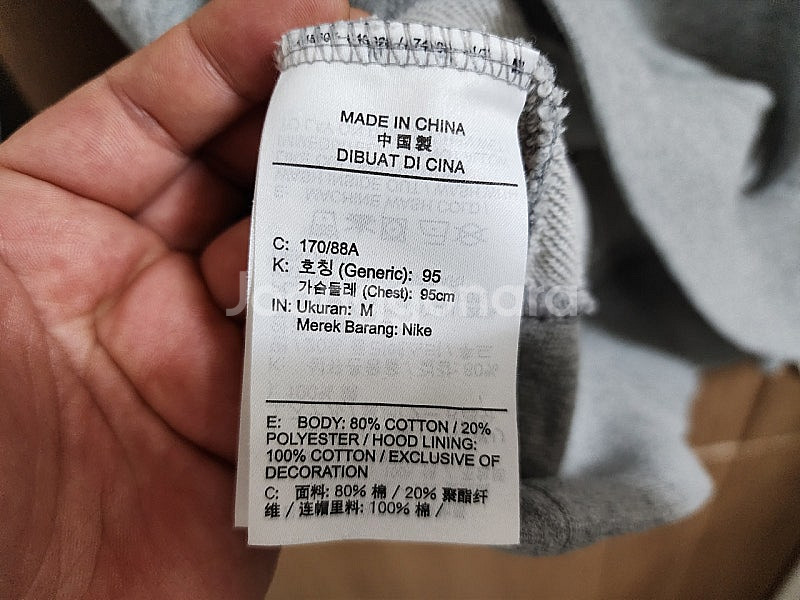 MADE IN CHINA
中国製
DIBUAT DI CINA
C: 170/88A
K: 호칭 (Generic): 95
가슴둘레 (Chest): 95cm
IN: Ukuran: M
Merek Barang: Nike
E: BODY: 80% COTTON / 20%
POLYESTER / HOOD LINING:
100% COTTON / EXCLUSIVE OF
DECORATION
C: 面料: 80% 棉 / 20% 聚酯纤
维 / 连帽里料: 100% 棉 /